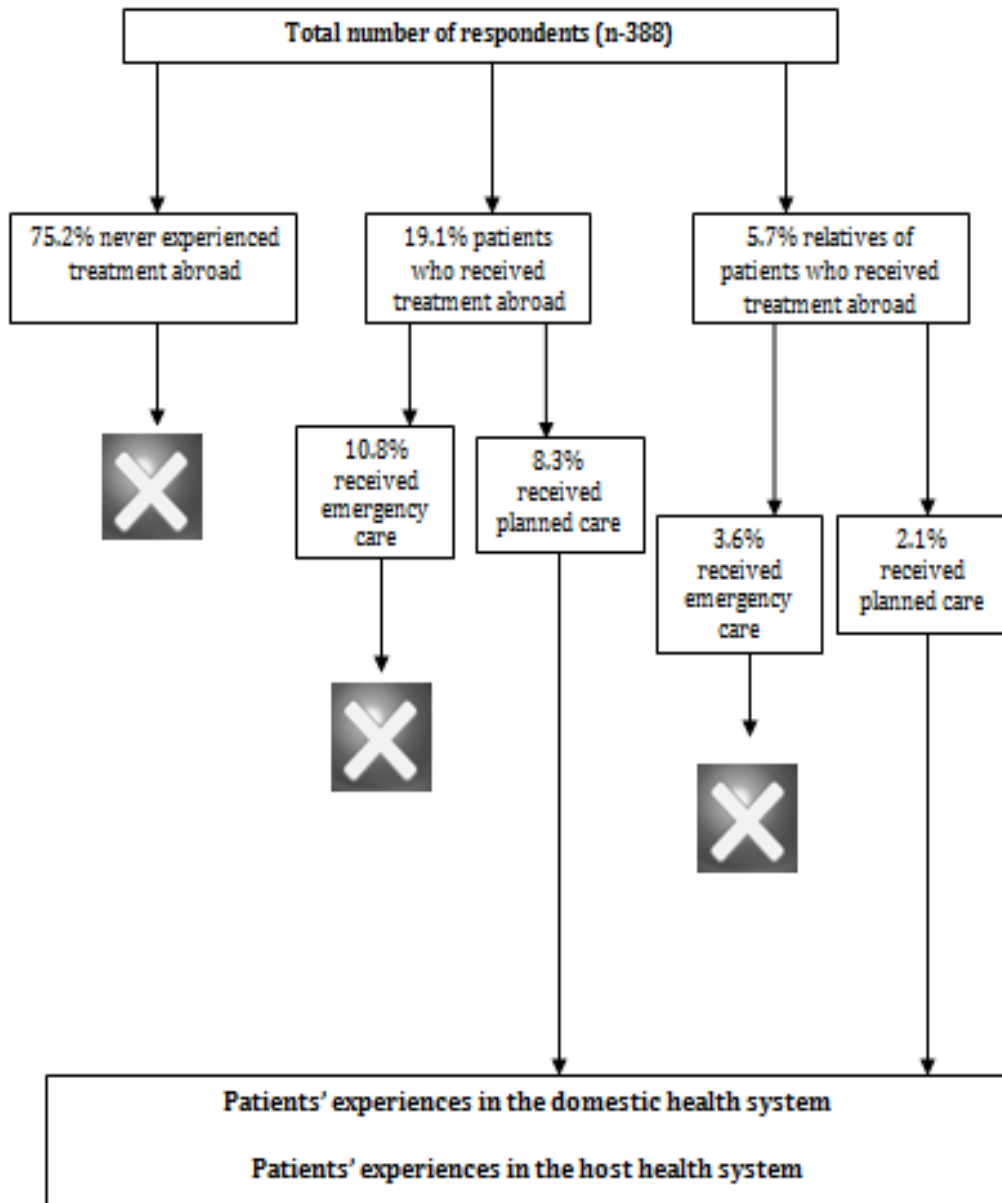 Total number of respondents (n-388)
75.2% never experienced
treatment abroad
19.1% patients
who received
treatment abroad
5.7% relatives of
patients who received
treatment abroad
10.8%
received
emergency
care
8.3%
received
planned care
3.6%
received
emergency
care
2.1%
received
planned care
Patients’ experiences in the domestic health system
Patients’ experiences in the host health system